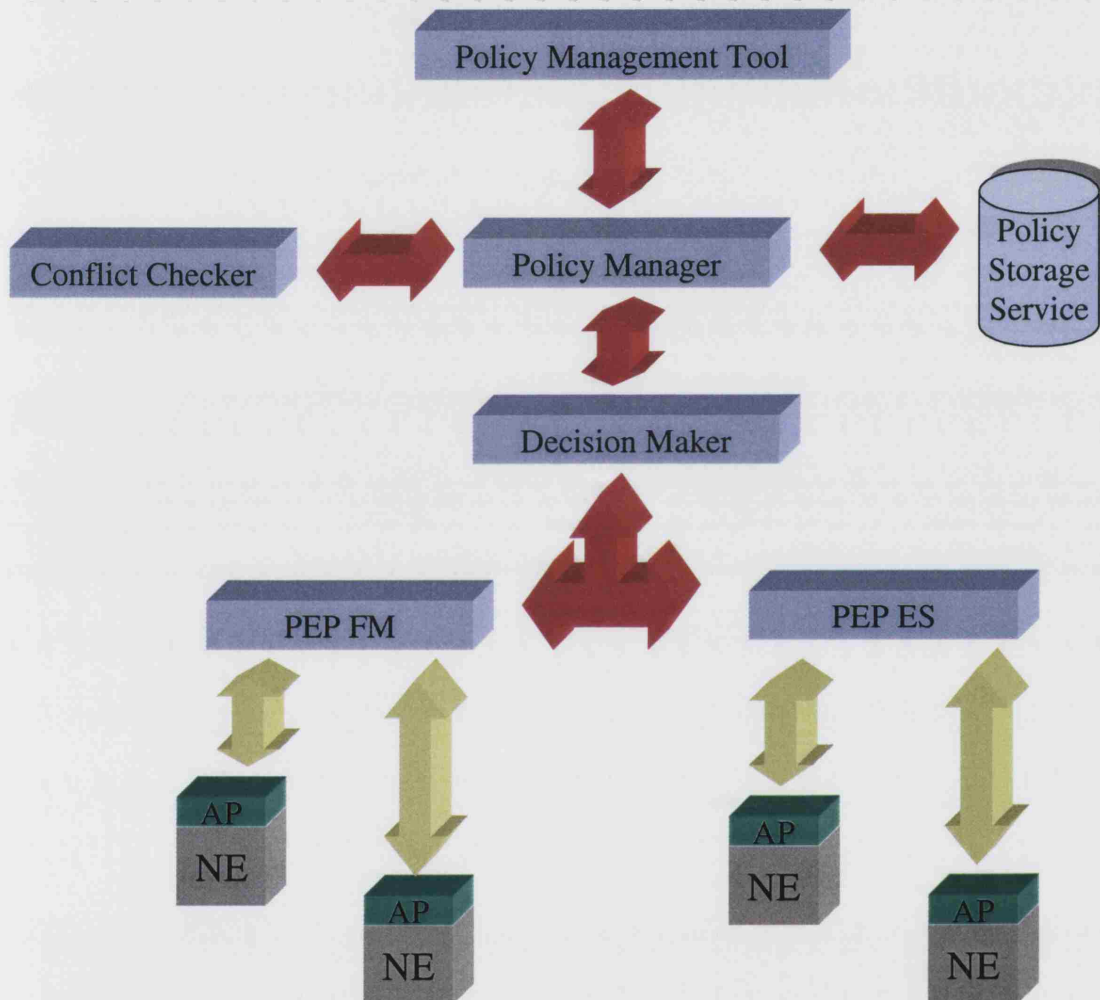 Policy Management Tool
Conflict Checker
Policy Manager
Policy
Storage
Service
Decision Maker
PEP FM
PEP ES
AP
NE
AP
NE
AP
NE
AP
NE